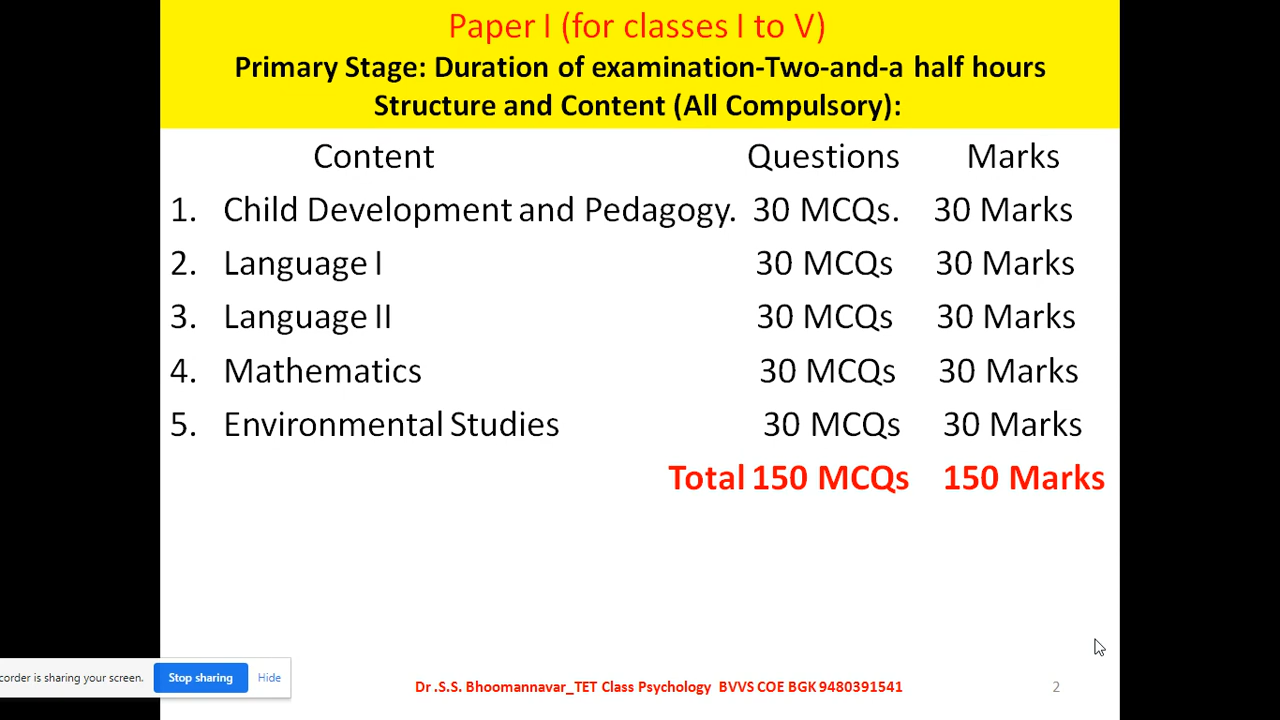 Paper I (for classes I to V)
Primary Stage: Duration of examination-Two-and-a half hours
Structure and Content (All Compulsory):
Content Questions Marks
1. Child Development and Pedagogy. 30 MCQs. 30 Marks
2. Language I 30 MCQs 30 Marks
3. Language II 30 MCQs 30 Marks
4. Mathematics 30 MCQs 30 Marks
5. Environmental Studies 30 MCQs 30 Marks
Total 150 MCQs 150 Marks
corder is sharing your screen. Stop sharing Hide
Dr .S.S. Bhoomannavar_TET Class Psychology BVVS COE BGK 9480391541 2